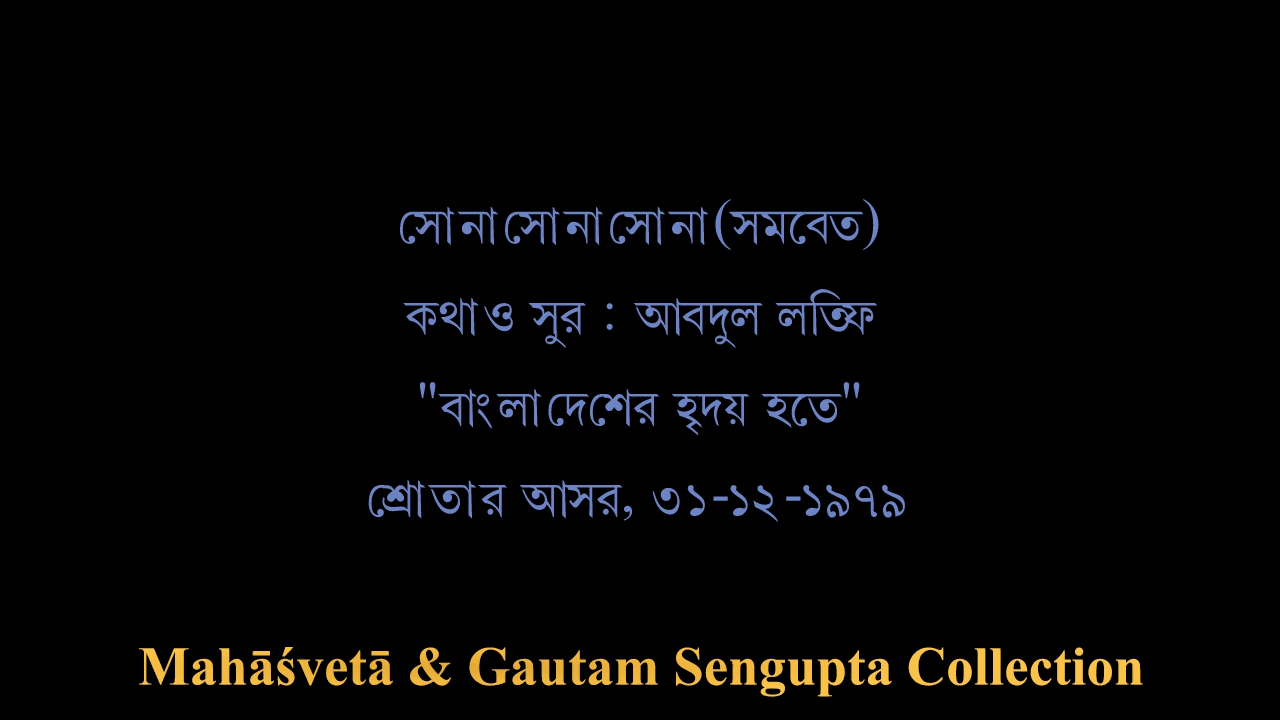 সোনাসোনাসোনা(সমবেত)
কথাও সুর : আবদুল লতিফ
"বাংলাদেশের হৃদয় হতে"
শ্রোতার আসর, ৩১-১২-১৯৭৯
Mahāśvetā & Gautam Sengupta Collection